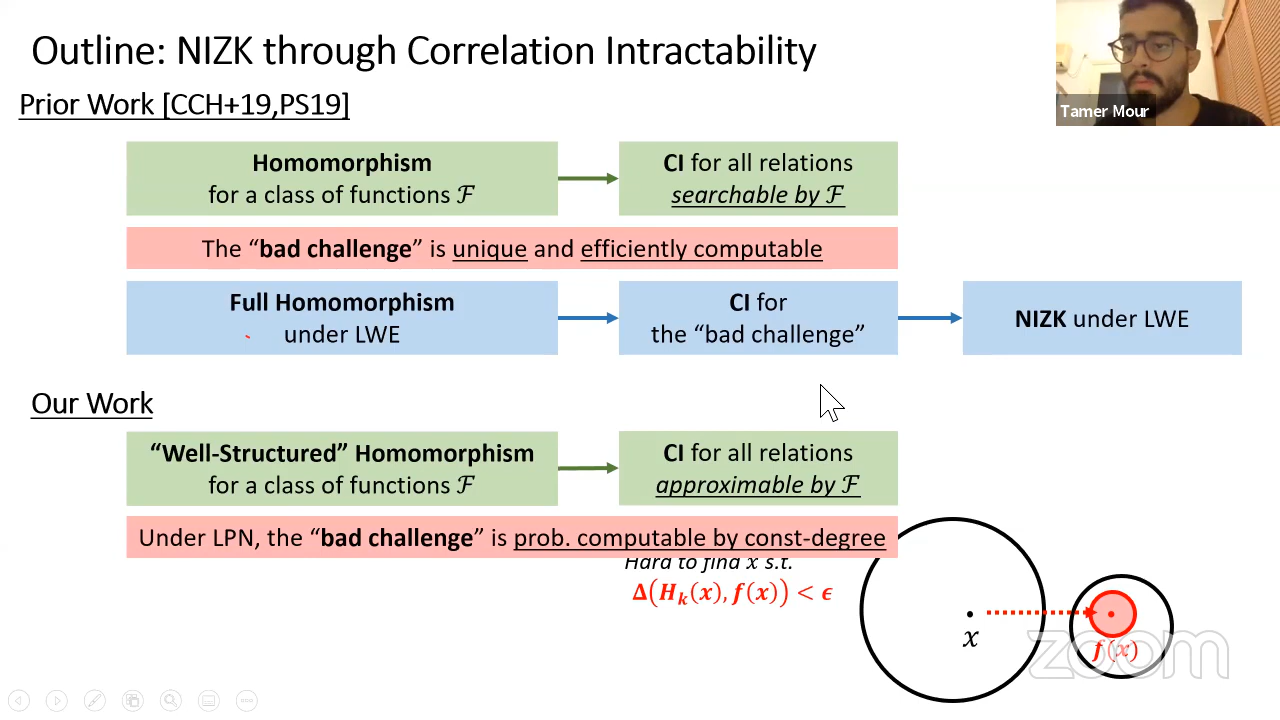 Outline: NIZK through Correlation Intractability
Tamer Mour
Prior Work [CCH+19,PS19]
Homomorphism
for a class of functions ℱ
CI for all relations
searchable by ℱ
The “bad challenge” is unique and efficiently computable
Full Homomorphism
under LWE
CI for
the “bad challenge”
NIZK under LWE
Our Work
“Well-Structured” Homomorphism
for a class of functions ℱ
CI for all relations
approximable by ℱ
Under LPN, the “bad challenge” is prob. computable by const-degree
Hard to find x s.t.
Δ(H_k(x), f(x)) < ϵ
x
f(x)
zoom